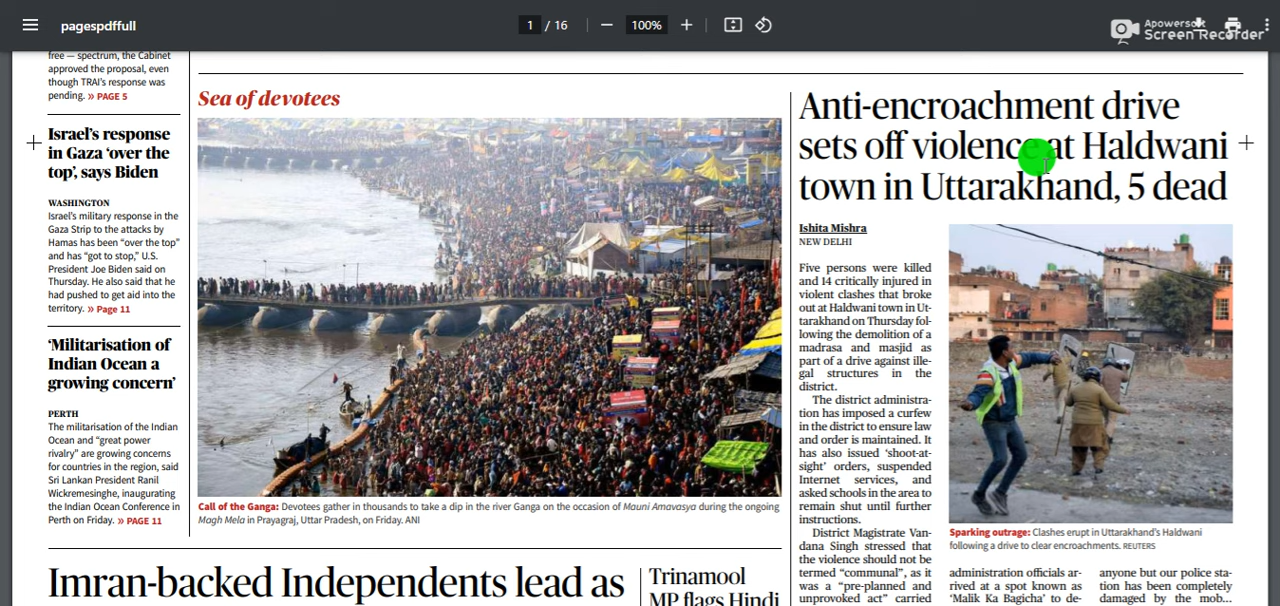 pagespdffull
1 / 16
100%
Apowersoft
Screen Recorder
free — spectrum, the Cabinet
approved the proposal, even
though TRAI's response was
pending. » PAGE 5
Israel's response
in Gaza 'over the
top', says Biden
WASHINGTON
Israel's military response in the
Gaza Strip to the attacks by
Hamas has been "over the top"
and has "got to stop," U.S.
President Joe Biden said on
Thursday. He also said that he
had pushed to get aid into the
territory. » Page 11
'Militarisation of
Indian Ocean a
growing concern'
PERTH
The militarisation of the Indian
Ocean and "great power
rivalry" are growing concerns
for countries in the region, said
Sri Lankan President Ranil
Wickremesinghe, inaugurating
the Indian Ocean Conference in
Perth on Friday. » PAGE 11
Sea of devotees
Call of the Ganga: Devotees gather in thousands to take a dip in the river Ganga on the occasion of Mauni Amavasya during the ongoing
Magh Mela in Prayagraj, Uttar Pradesh, on Friday. ANI
Imran-backed Independents lead as
Trinamool
MP flags Hindi
Anti-encroachment drive
sets off violence at Haldwani
town in Uttarakhand, 5 dead
Ishita Mishra
NEW DELHI
Five persons were killed
and 14 critically injured in
violent clashes that broke
out at Haldwani town in Ut-
tarakhand on Thursday fol-
lowing the demolition of a
madrasa and masjid as
part of a drive against ille-
gal structures in the
district.
The district administra-
tion has imposed a curfew
in the district to ensure law
and order is maintained. It
has also issued 'shoot-at-
sight' orders, suspended
Internet services, and
asked schools in the area to
remain shut until further
instructions.
District Magistrate Van-
dana Singh stressed that
the violence should not be
termed "communal", as it
was a "pre-planned and
unprovoked act" carried
Sparking outrage: Clashes erupt in Uttarakhand's Haldwani
following a drive to clear encroachments. REUTERS
administration officials ar-
rived at a spot known as
'Malik Ka Bagicha' to de-
anyone but our police sta-
tion has been completely
damaged by the mob...